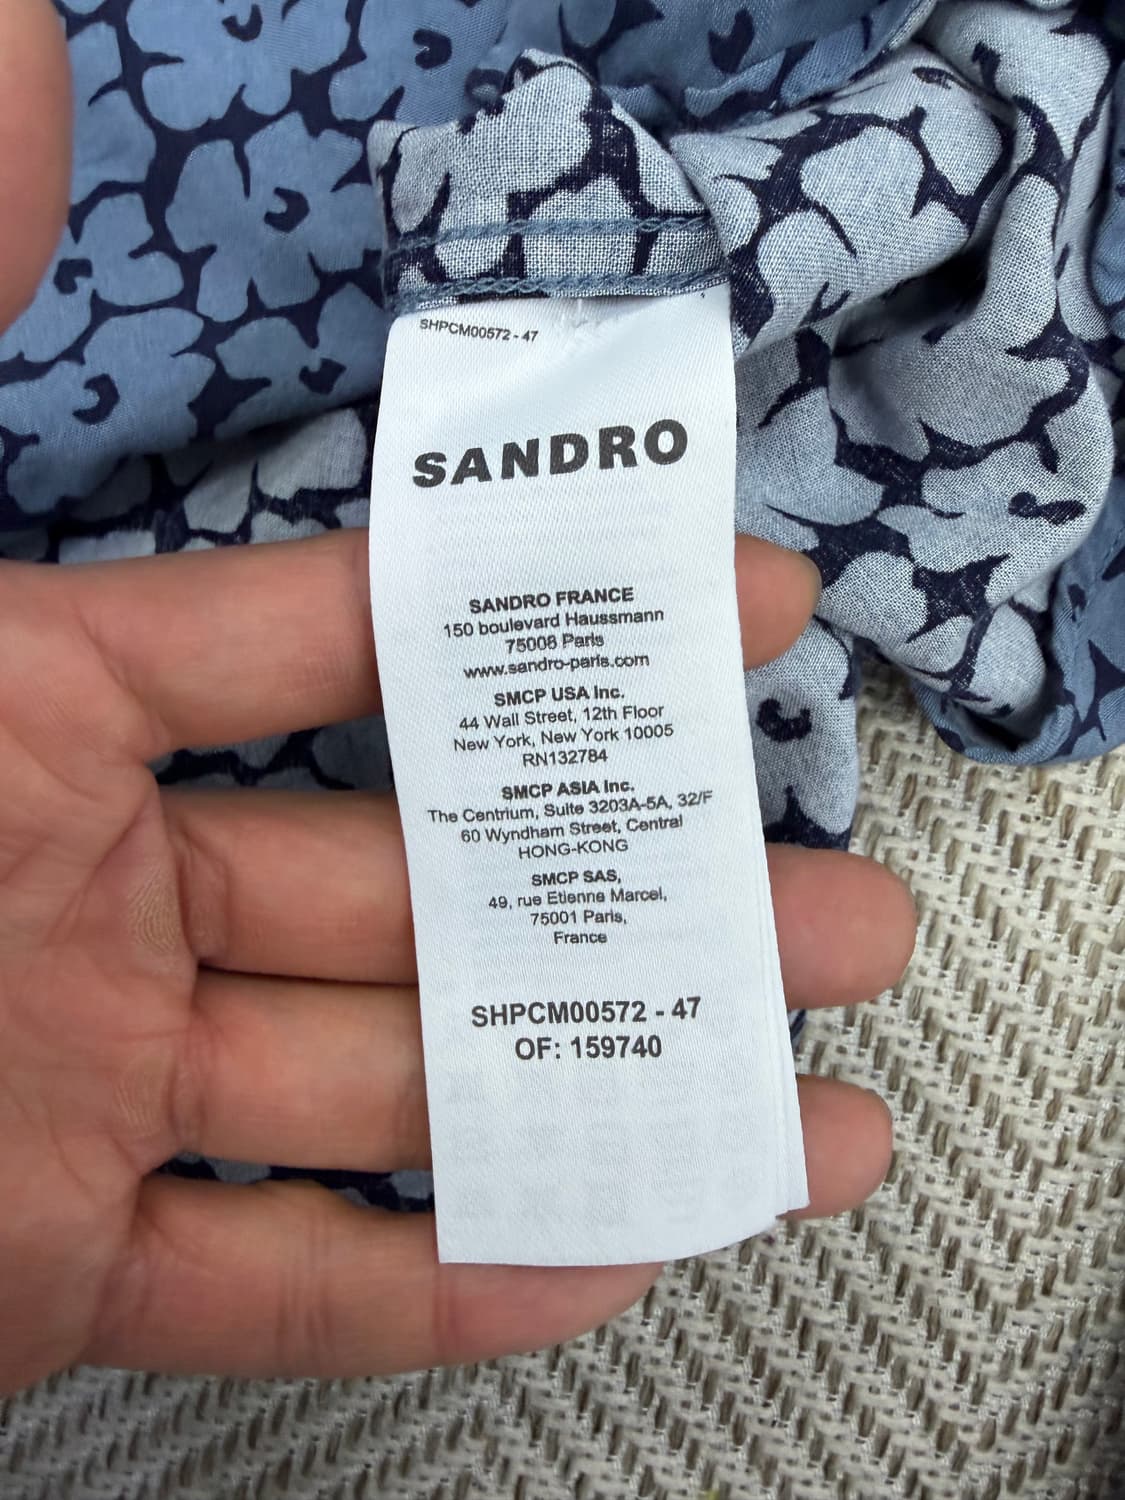 SHPCM00572 - 47
SANDRO
SANDRO FRANCE
150 boulevard Haussmann
75008 Paris
www.sandro-paris.com
SMCP USA Inc.
44 Wall Street, 12th Floor
New York, New York 10005
RN132784
SMCP ASIA Inc.
The Centrium, Suite 3203A-5A, 32/F
60 Wyndham Street, Central
HONG-KONG
SMCP SAS,
49, rue Etienne Marcel,
75001 Paris,
France
SHPCM00572 - 47
OF: 159740